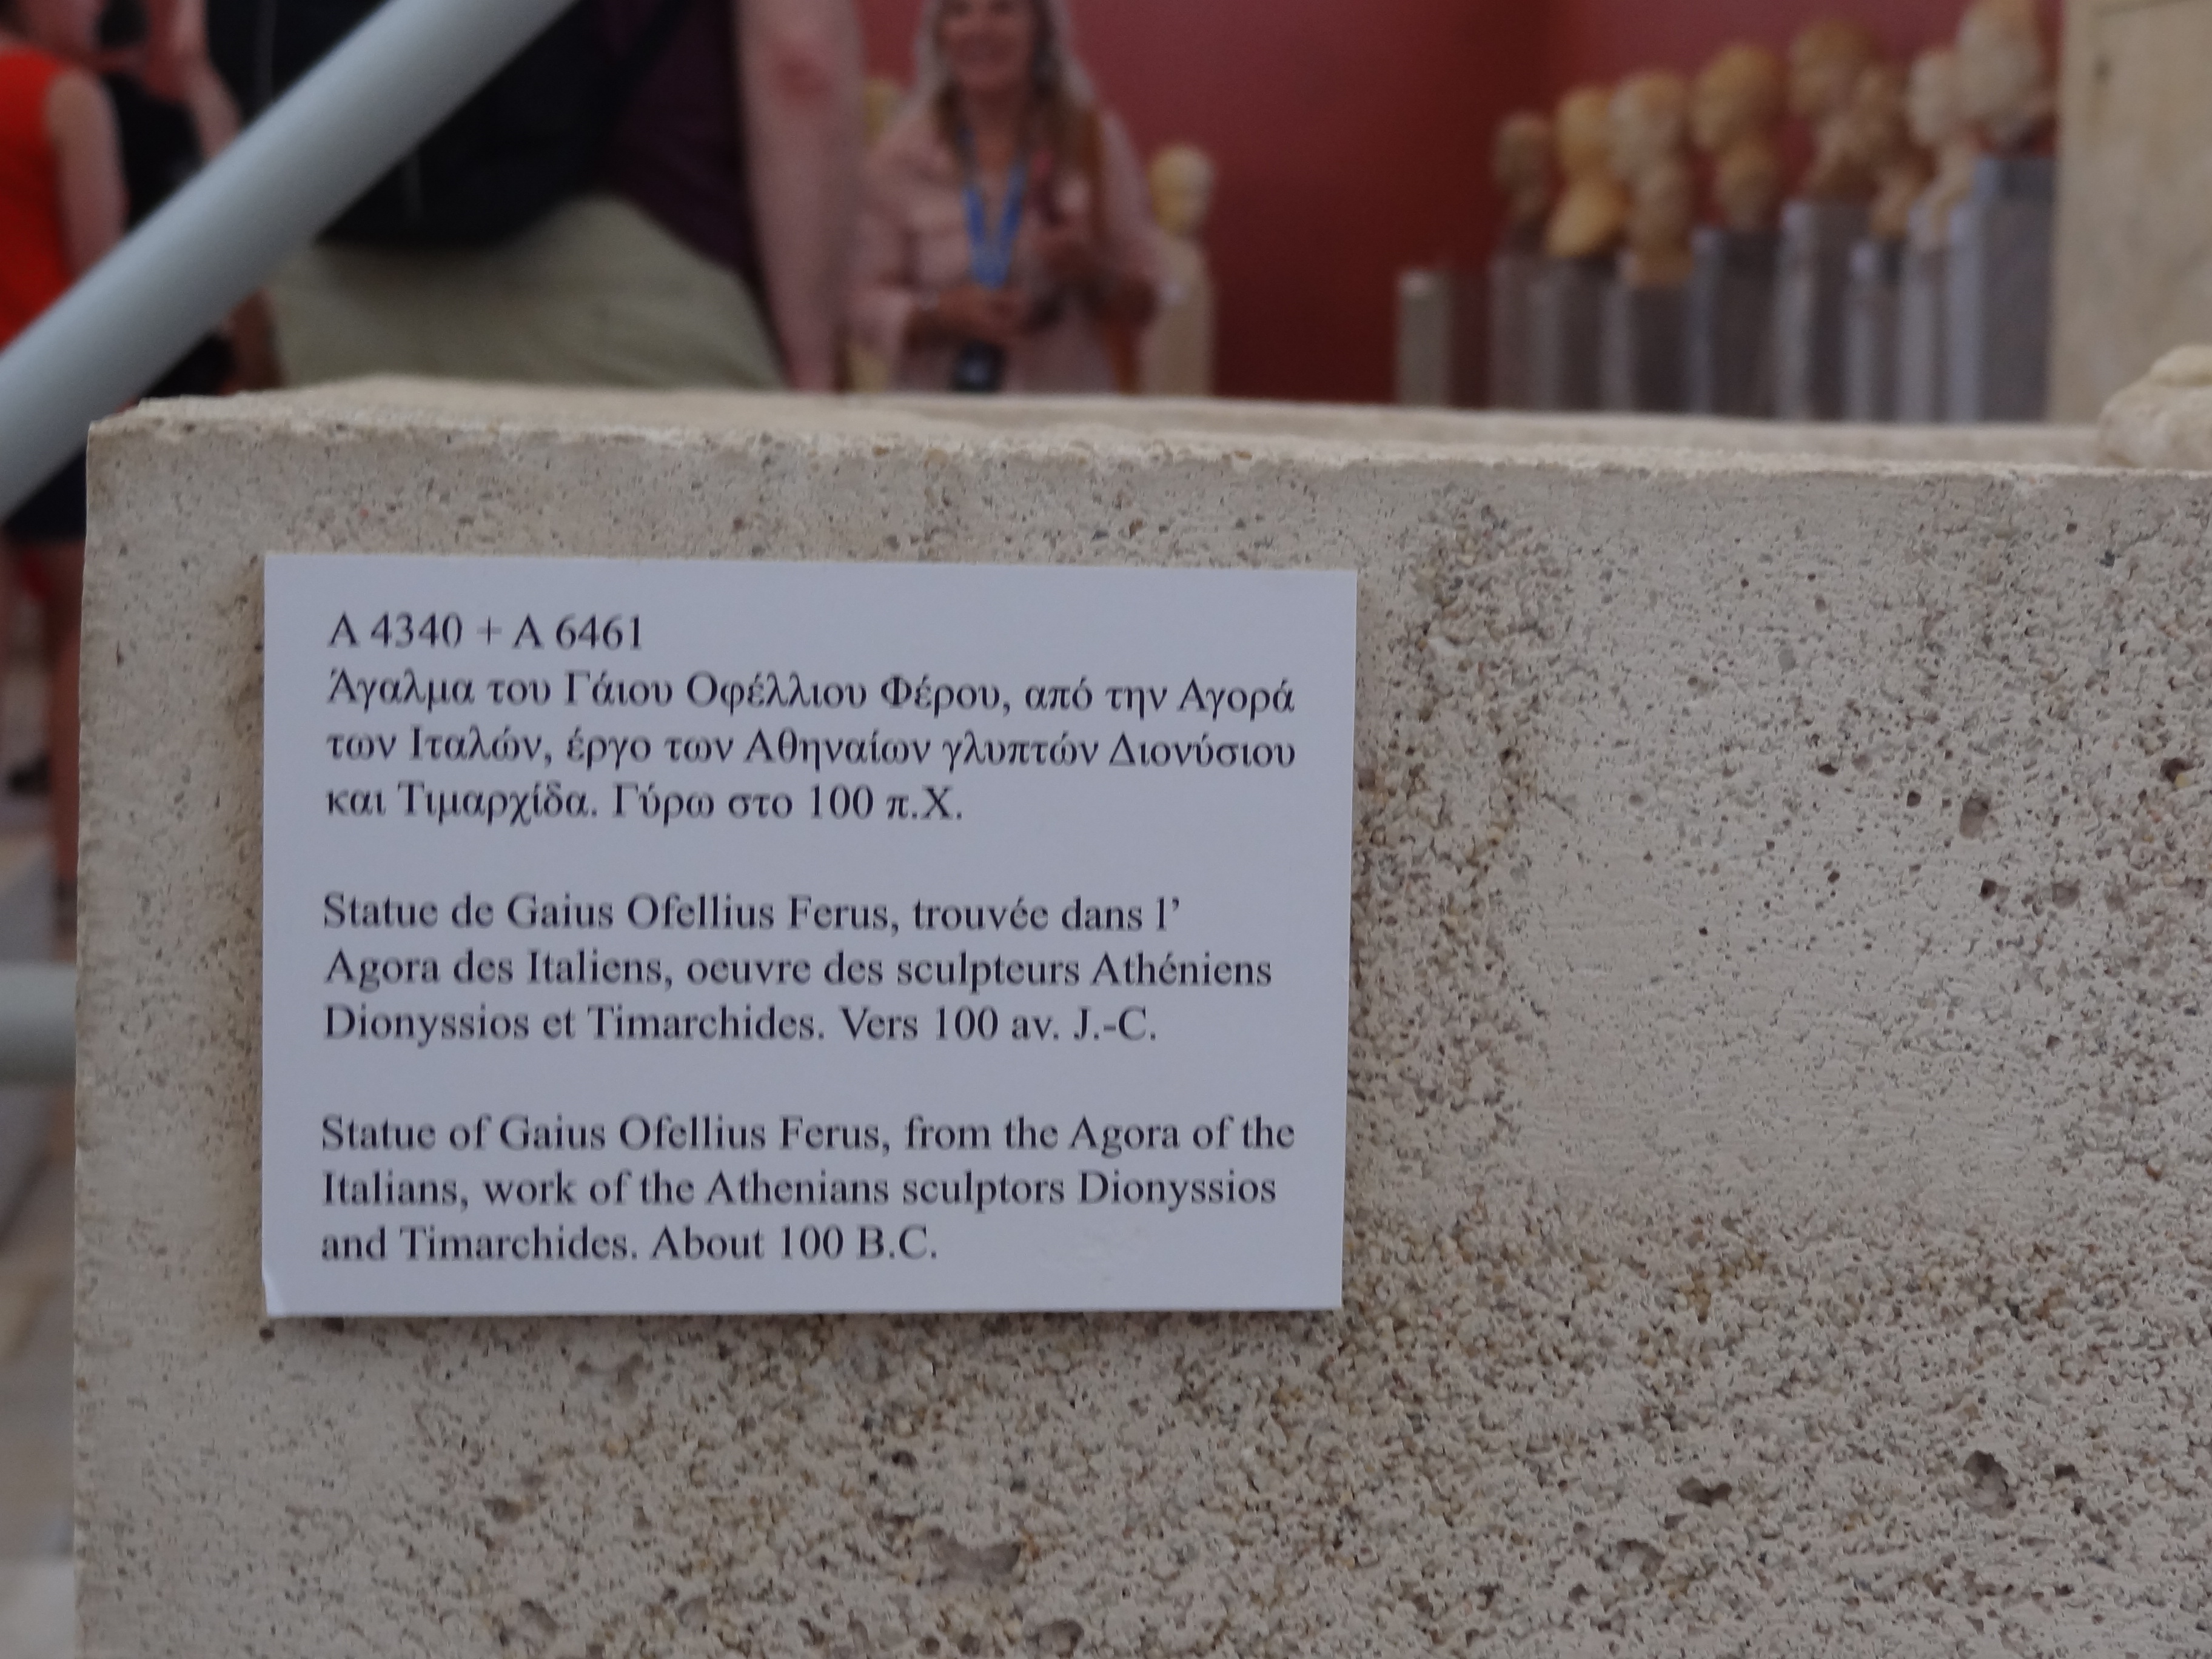 A 4340 + A 6461
Άγαλμα του Γάιου Οφέλλιου Φέρου, από την Αγορά
των Ιταλών, έργο των Αθηναίων γλυπτών Διονύσιου
και Τιμαρχίδα. Γύρω στο 100 π.Χ.
Statue de Gaius Ofellius Ferus, trouvée dans l’
Agora des Italiens, oeuvre des sculpteurs Athéniens
Dionyssios et Timarchides. Vers 100 av. J.-C.
Statue of Gaius Ofellius Ferus, from the Agora of the
Italians, work of the Athenians sculptors Dionyssios
and Timarchides. About 100 B.C.